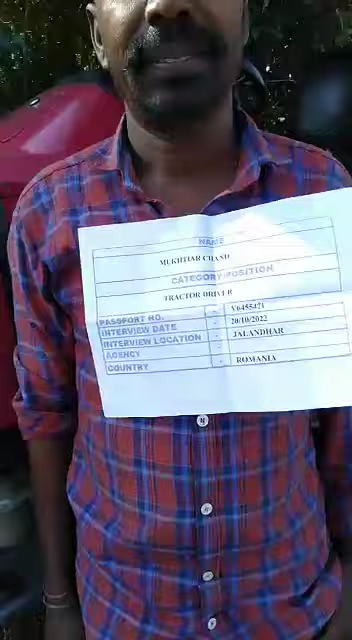 NAME
MUKHTIAR CHAND
CATEGORY/POSITION
TRACTOR DRIVER
PASSPORT NO. - Y6455421
INTERVIEW DATE - 20/10/2022
INTERVIEW LOCATION - JALANDHAR
AGENCY -
COUNTRY - ROMANIA